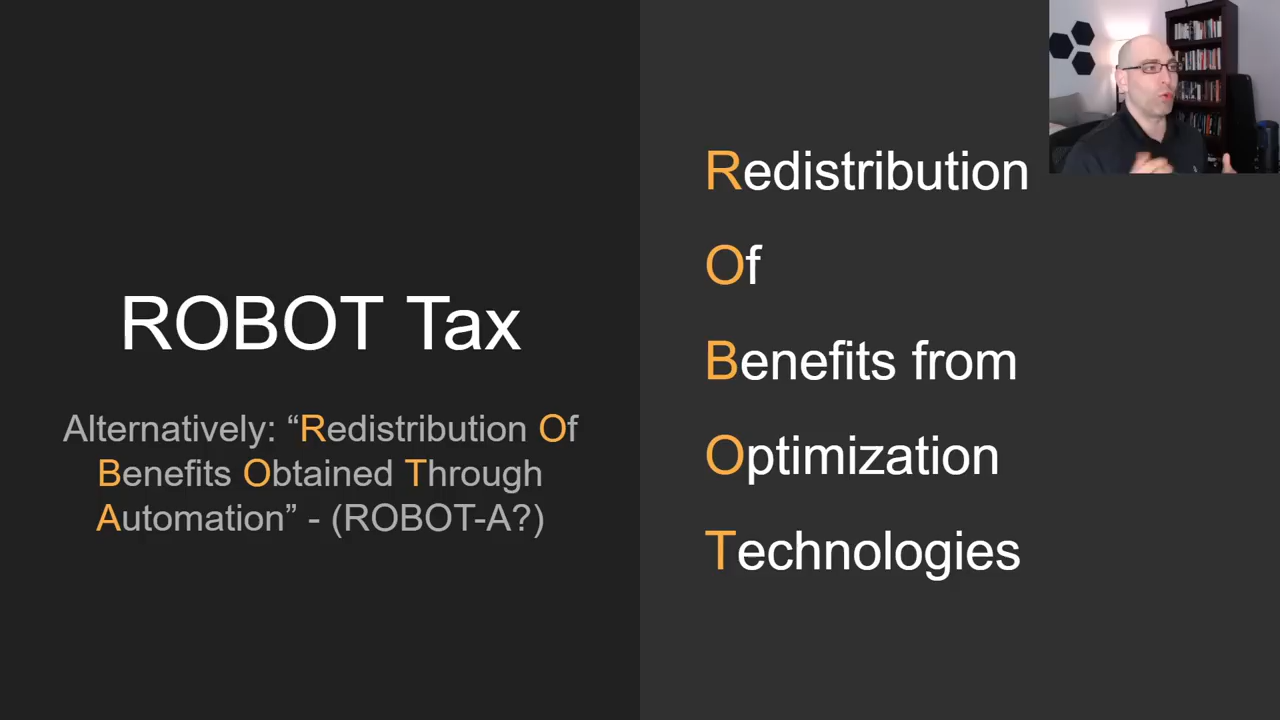 ROBOT Tax
Alternatively: “Redistribution Of
Benefits Obtained Through
Automation” - (ROBOT-A?)
Redistribution
Of
Benefits from
Optimization
Technologies